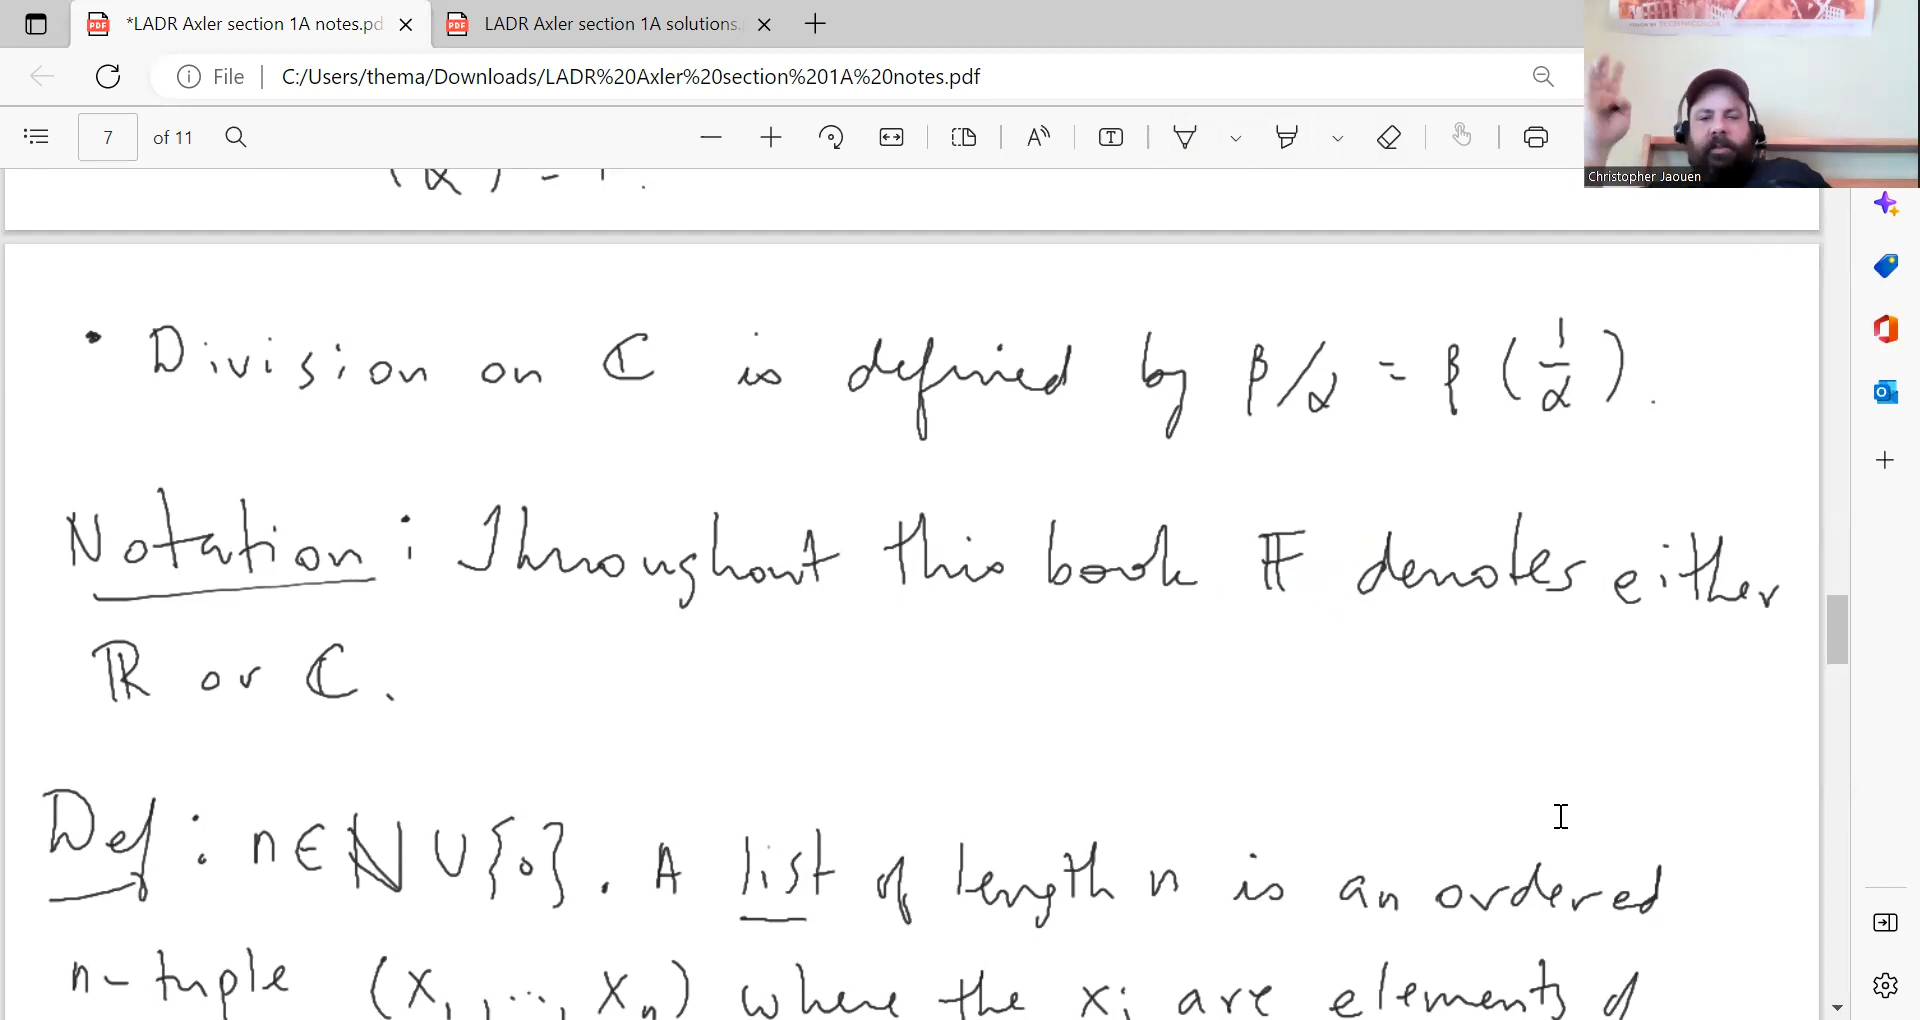 *LADR Axler section 1A notes.pd
LADR Axler section 1A solutions.
File
C:/Users/thema/Downloads/LADR%20Axler%20section%201A%20notes.pdf
7 of 11
Christopher Jaouen
• Division on ℂ is defined by β/α = β(1/α).
Notation: Throughout this book 𝔽 denotes either
ℝ or ℂ.
Def: n∈ℕ∪{0}. A list of length n is an ordered
n-tuple (x₁,...,xₙ) where the xᵢ are elements of